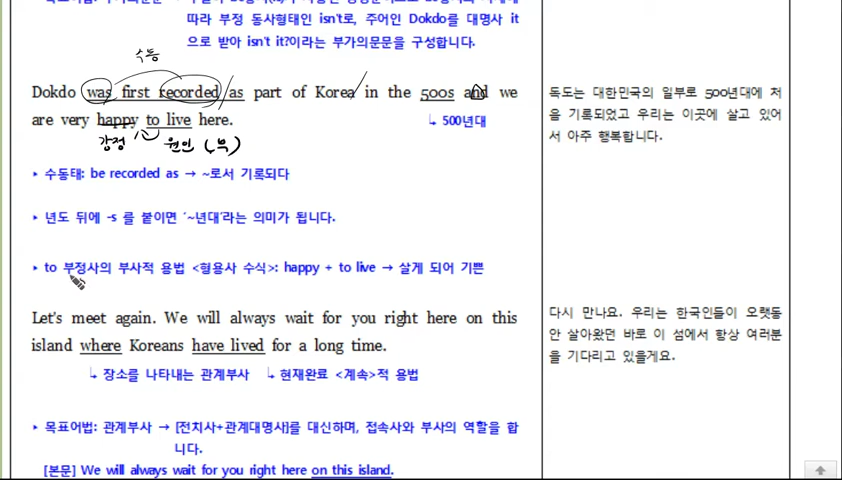 따라 부정 동사형태인 isn't로, 주어인 Dokdo를 대명사 it
으로 받아 isn't it?이라는 부가의문문을 구성합니다.
수동
Dokdo was first recorded as part of Korea in the 500s and we
are very happy to live here.
↳ 500년대
감정
원인 (부)
독도는 대한민국의 일부로 500년대에 처
음 기록되었고 우리는 이곳에 살고 있어
서 아주 행복합니다.
▸ 수동태: be recorded as → ~로서 기록되다
▸ 년도 뒤에 -s 를 붙이면 '~년대'라는 의미가 됩니다.
▸ to 부정사의 부사적 용법 <형용사 수식>: happy + to live → 살게 되어 기쁜
Let's meet again. We will always wait for you right here on this
island where Koreans have lived for a long time.
↳ 장소를 나타내는 관계부사 ↳ 현재완료 <계속>적 용법
다시 만나요. 우리는 한국인들이 오랫동
안 살아왔던 바로 이 섬에서 항상 여러분
을 기다리고 있을게요.
▸ 목표어법: 관계부사 → [전치사+관계대명사]를 대신하며, 접속사와 부사의 역할을 합
니다.
[본문] We will always wait for you right here on this island.